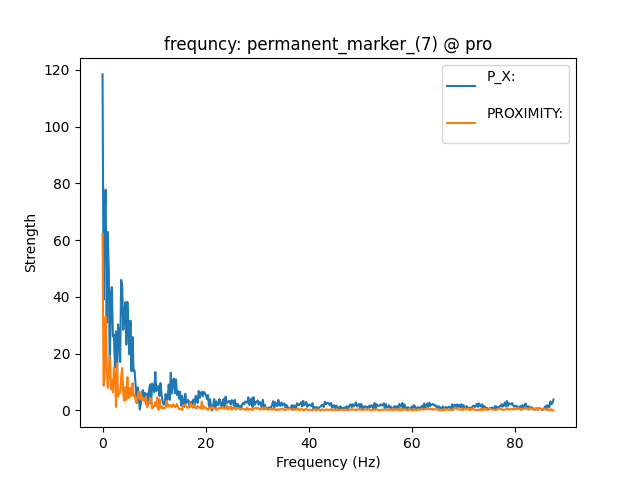 frequncy: permanent_marker_(7) @ pro
P_X:
PROXIMITY:
Strength
120
100
80
60
40
20
0
0 20 40 60 80
Frequency (Hz)